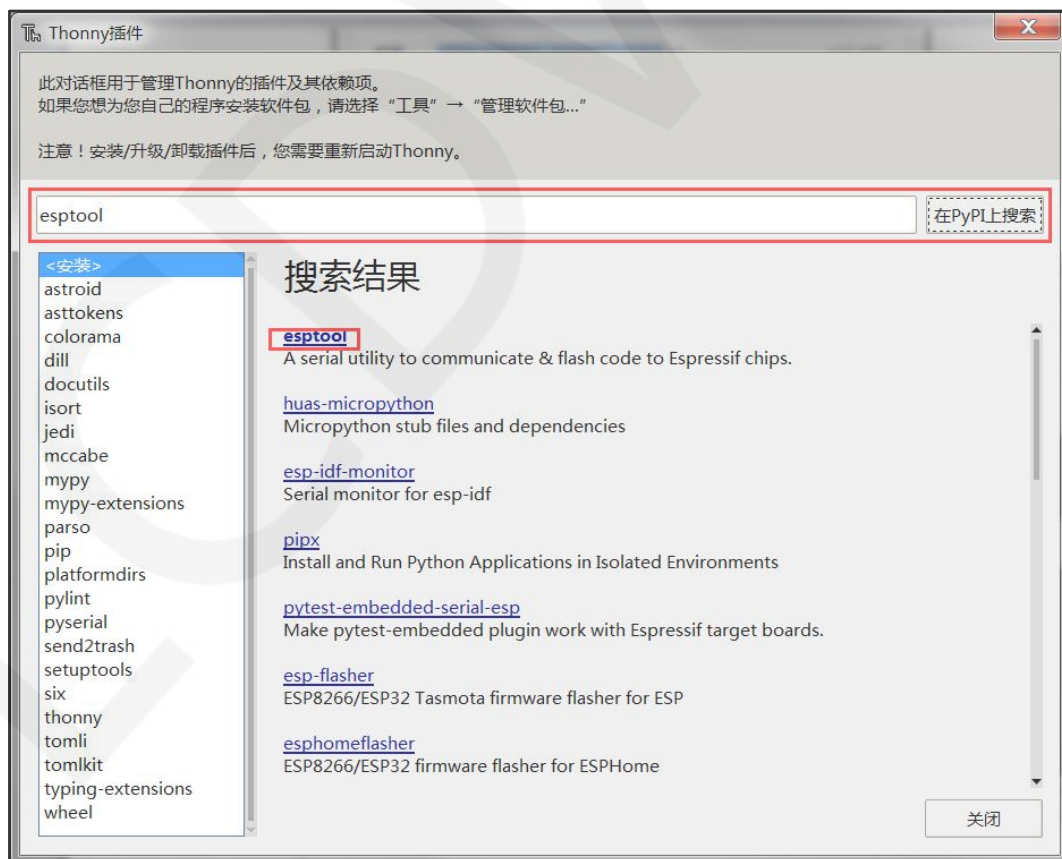 Thonny插件
此对话框用于管理Thonny的插件及其依赖项。
如果您想为您自己的程序安装软件包，请选择“工具”→“管理软件包...”
注意！安装/升级/卸载插件后，您需要重新启动Thonny。
esptool
在PyPI上搜索
<安装>
astroid
asttokens
colorama
dill
docutils
isort
jedi
mccabe
mypy
mypy-extensions
parso
pip
platformdirs
pylint
pyserial
send2trash
setuptools
six
thonny
tomli
tomlkit
typing-extensions
wheel
搜索结果
esptool
A serial utility to communicate & flash code to Espressif chips.
huas-micropython
Micropython stub files and dependencies
esp-idf-monitor
Serial monitor for esp-idf
pipx
Install and Run Python Applications in Isolated Environments
pytest-embedded-serial-esp
Make pytest-embedded plugin work with Espressif target boards.
esp-flasher
ESP8266/ESP32 Tasmota firmware flasher for ESP
esphomeflasher
ESP8266/ESP32 firmware flasher for ESPHome
关闭